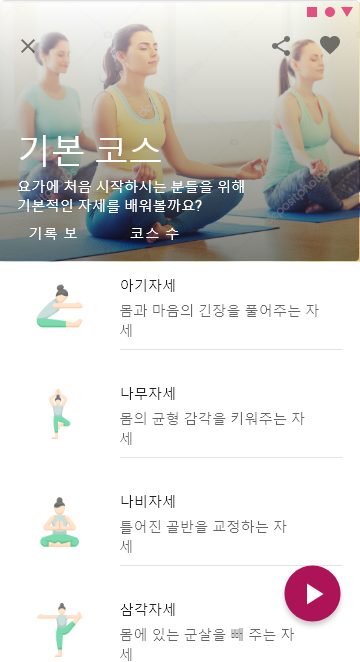 기본 코스
요가에 처음 시작하시는 분들을 위해
기본적인 자세를 배워볼까요?
기록 보 코스 수
아기자세
몸과 마음의 긴장을 풀어주는 자
세
나무자세
몸의 균형 감각을 키워주는 자
세
나비자세
틀어진 골반을 교정하는 자
세
삼각자세
몸에 있는 군살을 빼 주는 자
세